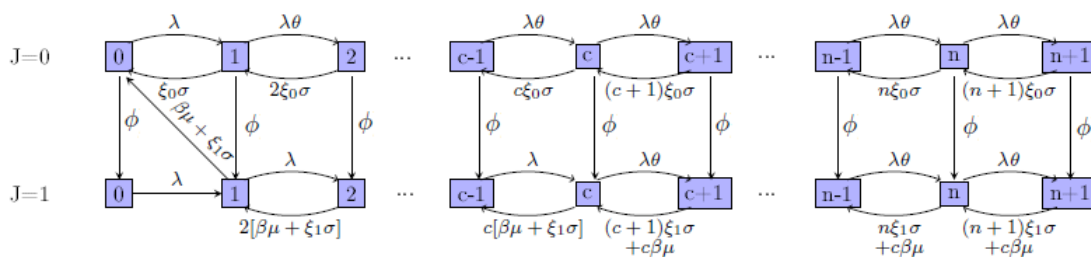 λ λθ λθ λθ λθ λθ
J=0 0 1 2 ... c-1 c c+1 ... n-1 n n+1
ξ₀σ 2ξ₀σ cξ₀σ (c+1)ξ₀σ nξ₀σ (n+1)ξ₀σ
ϕ βμ + ξ₁σ ϕ ϕ ϕ ϕ ϕ ϕ ϕ ϕ
λ λ λ λθ λθ λθ
J=1 0 1 2 ... c-1 c c+1 ... n-1 n n+1
2[βμ + ξ₁σ] c[βμ + ξ₁σ] (c+1)ξ₁σ nξ₁σ (n+1)ξ₁σ
+cβμ +cβμ +cβμ